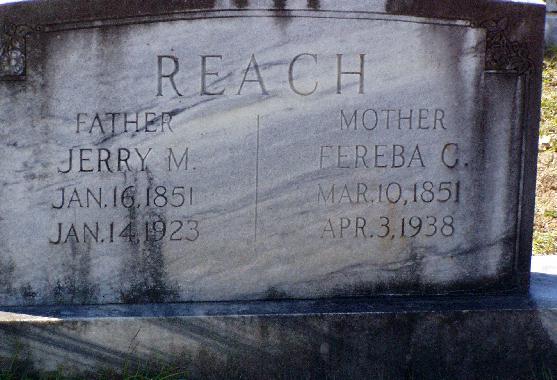 REACH
FATHER
JERRY M.
JAN. 16, 1851
JAN. 14, 1923
MOTHER
FEREBA C.
MAR. 10, 1851
APR. 3, 1938